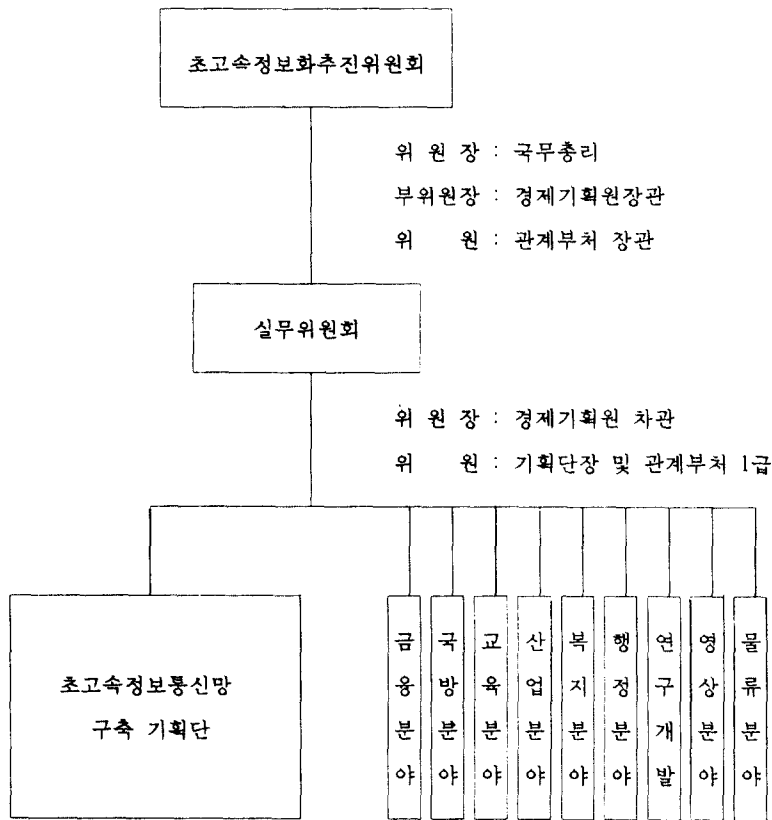 초고속정보화추진위원회
위 원 장 : 국무총리
부위원장 : 경제기획원장관
위 원 : 관계부처 장관
실무위원회
위 원 장 : 경제기획원 차관
위 원 : 기획단장 및 관계부처 1급
초고속정보통신망
구축 기획단
금융분야
국방분야
교육분야
산업분야
복지분야
행정분야
연구개발
영상분야
물류분야